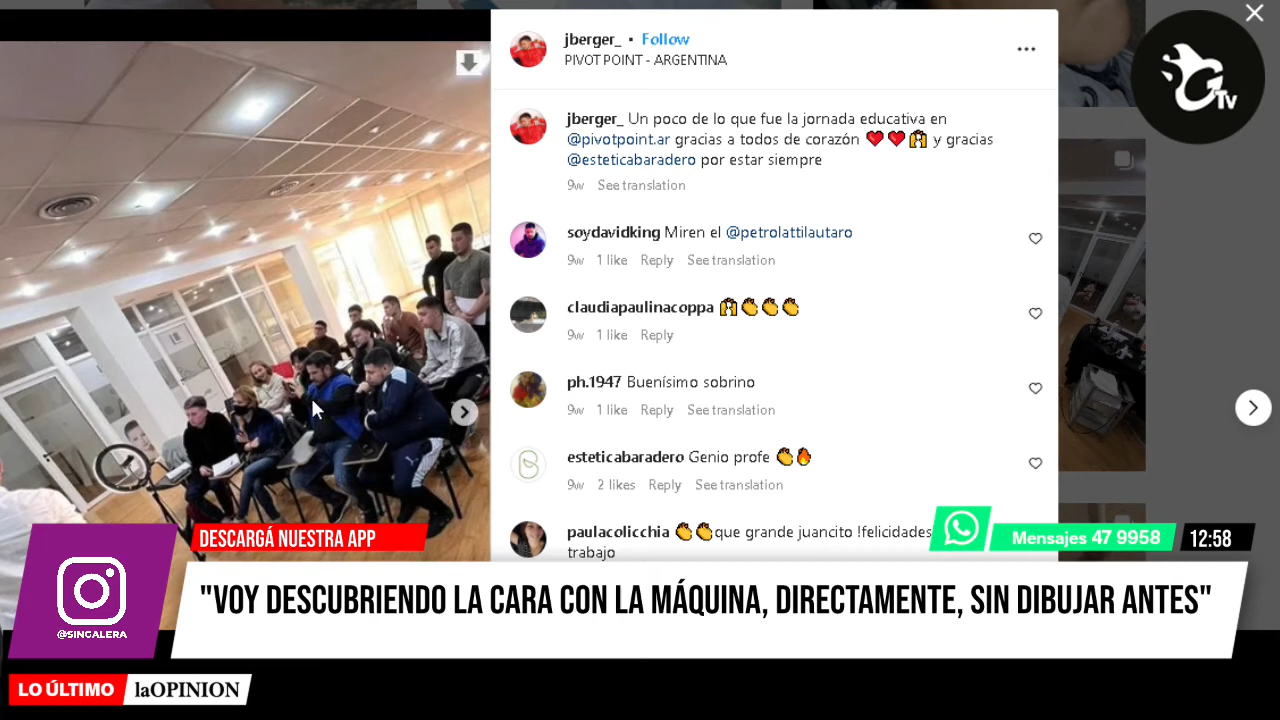 jberger_ • Follow
PIVOT POINT - ARGENTINA
jberger_ Un poco de lo que fue la jornada educativa en
@pivotpoint.ar gracias a todos de corazón ❤️❤️🙌 y gracias
@esteticabaradero por estar siempre
9w See translation
soydavidking Miren el @petrolattilautaro
9w 1 like Reply See translation
claudiapaulinacoppa 🙌👏👏👏
9w 1 like Reply
ph.1947 Buenísimo sobrino
9w 1 like Reply See translation
esteticabaradero Genio profe 👏🔥
9w 2 likes Reply See translation
paulacolicchia 👏👏que grande juancito !felicidades
trabajo
GTv
DESCARGÁ NUESTRA APP
Mensajes 47 9958
12:58
@SINGALERA
"VOY DESCUBRIENDO LA CARA CON LA MÁQUINA, DIRECTAMENTE, SIN DIBUJAR ANTES"
LO ÚLTIMO laOPINION